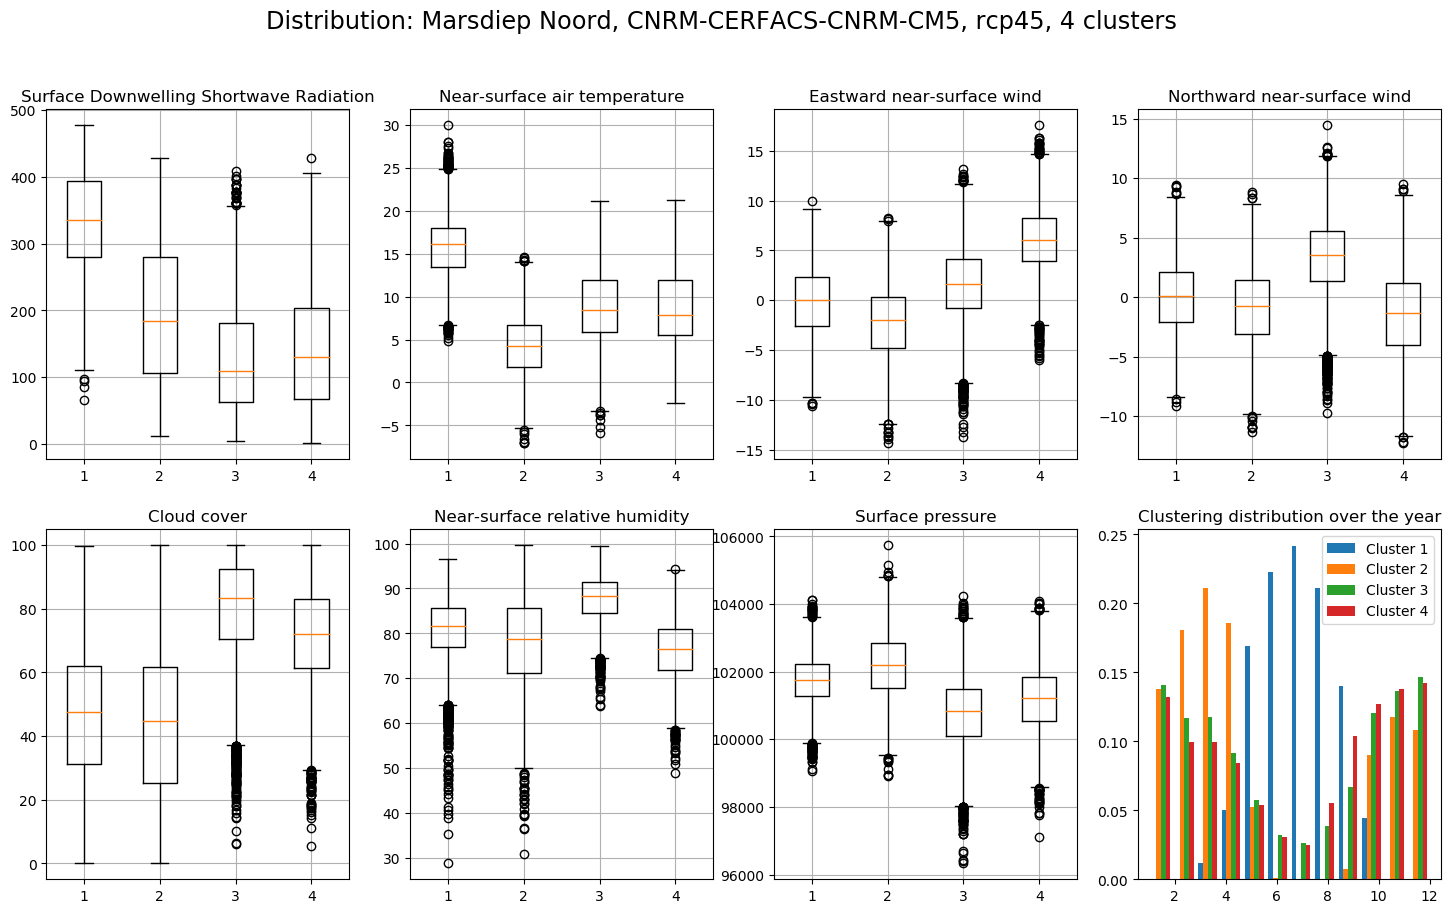 Distribution: Marsdiep Noord, CNRM-CERFACS-CNRM-CM5, rcp45, 4 clusters
Surface Downwelling Shortwave Radiation
500
400
300
200
100
0
1 2 3 4
Near-surface air temperature
30
25
20
15
10
5
0
−5
1 2 3 4
Eastward near-surface wind
15
10
5
0
−5
−10
−15
1 2 3 4
Northward near-surface wind
15
10
5
0
−5
−10
1 2 3 4
Cloud cover
100
80
60
40
20
0
1 2 3 4
Near-surface relative humidity
100
90
80
70
60
50
40
30
1 2 3 4
Surface pressure
106000
104000
102000
100000
98000
96000
1 2 3 4
Clustering distribution over the year
0.25
0.20
0.15
0.10
0.05
0.00
2 4 6 8 10 12
Cluster 1
Cluster 2
Cluster 3
Cluster 4